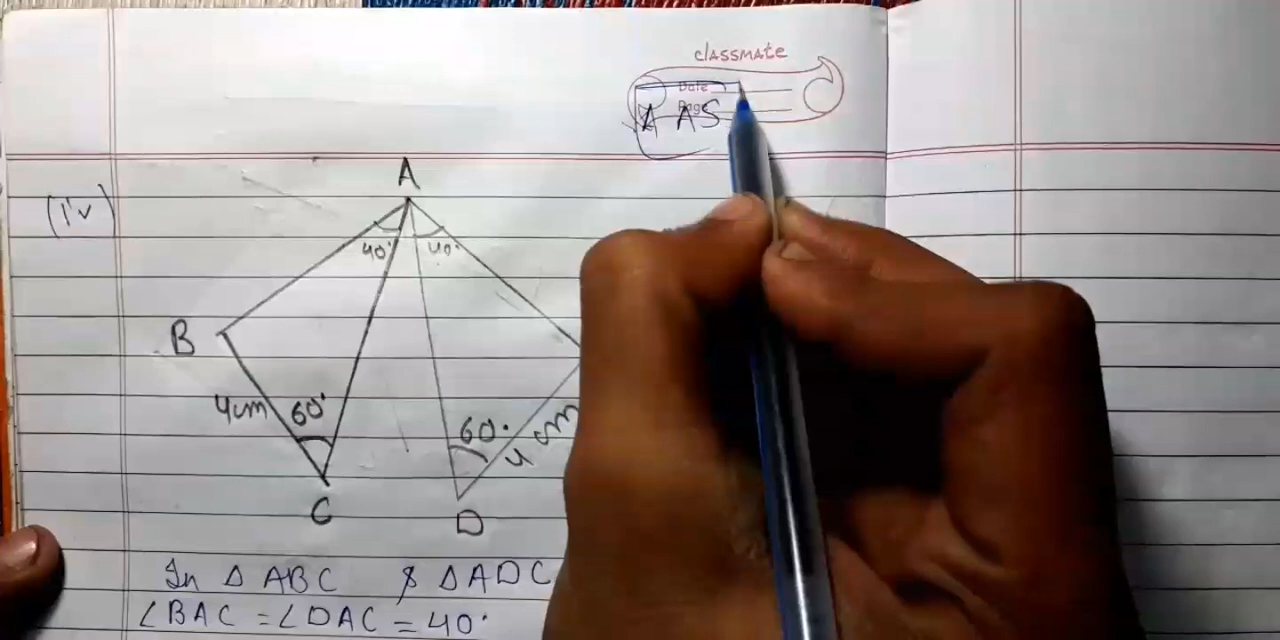 classmate
Date
Page
A AS
(iv)
A
40° 40°
B
4cm 60°
60°
4 cm
C
D
In Δ ABC & Δ ADC
∠BAC = ∠DAC = 40°